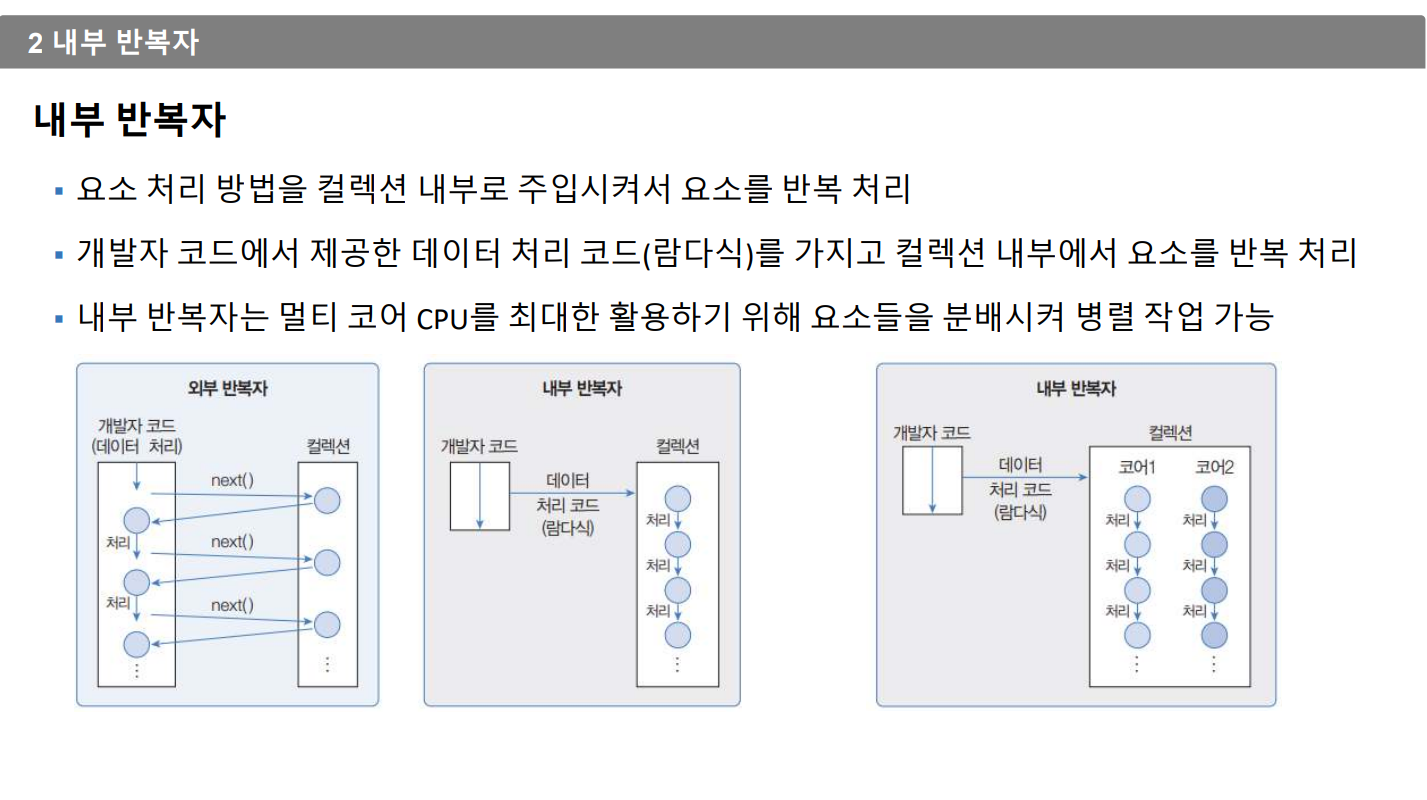 2 내부 반복자
내부 반복자
▪ 요소 처리 방법을 컬렉션 내부로 주입시켜서 요소를 반복 처리
▪ 개발자 코드에서 제공한 데이터 처리 코드(람다식)를 가지고 컬렉션 내부에서 요소를 반복 처리
▪ 내부 반복자는 멀티 코어 CPU를 최대한 활용하기 위해 요소들을 분배시켜 병렬 작업 가능
외부 반복자
개발자 코드
(데이터 처리)
컬렉션
next()
처리
next()
처리
next()
⋮
⋮
내부 반복자
개발자 코드
컬렉션
데이터
처리 코드
(람다식)
처리
처리
처리
⋮
내부 반복자
개발자 코드
컬렉션
데이터
처리 코드
(람다식)
코어1
코어2
처리
처리
처리
처리
처리
처리
⋮
⋮